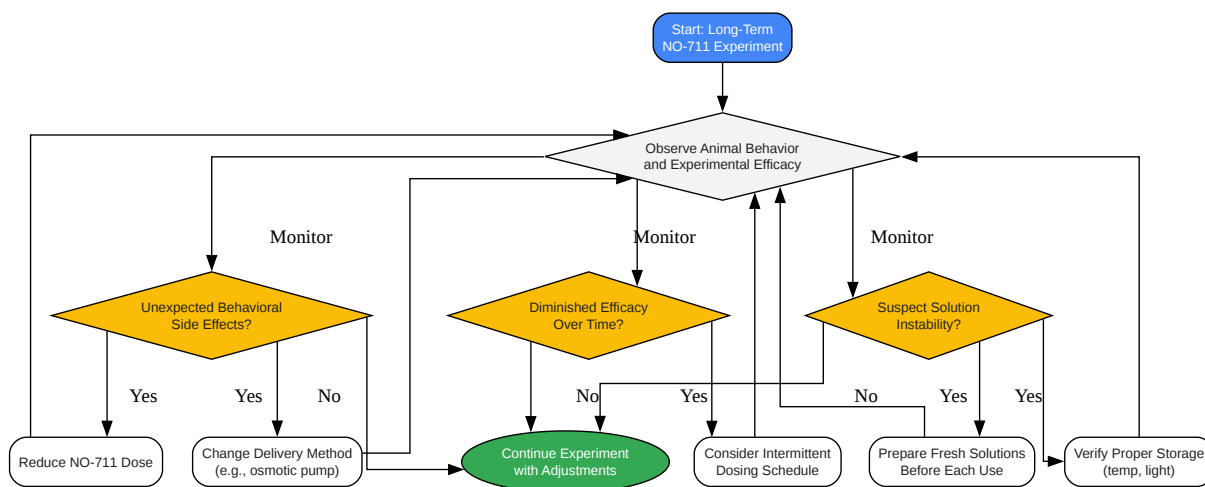 Start: Long-Term
NO-711 Experiment
Observe Animal Behavior
and Experimental Efficacy
Monitor
Monitor
Monitor
Unexpected Behavioral
Side Effects?
Diminished Efficacy
Over Time?
Suspect Solution
Instability?
Yes
Yes
No
No
Yes
No
Yes
Yes
Reduce NO-711 Dose
Change Delivery Method
(e.g., osmotic pump)
Continue Experiment
with Adjustments
Consider Intermittent
Dosing Schedule
Prepare Fresh Solutions
Before Each Use
Verify Proper Storage
(temp, light)